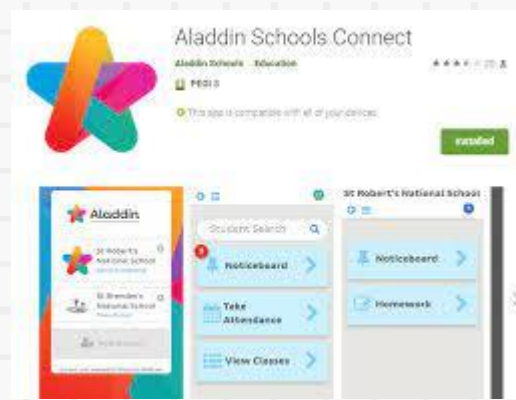 Aladdin Schools Connect
Aladdin Schools Education
PEGI 3
This app is compatible with all of your devices.
Installed
Aladdin
St Robert's
National School
St Brendan's
National School
Student Search
Noticeboard
Take
Attendance
View Classes
St Robert's National School
Noticeboard
Homework